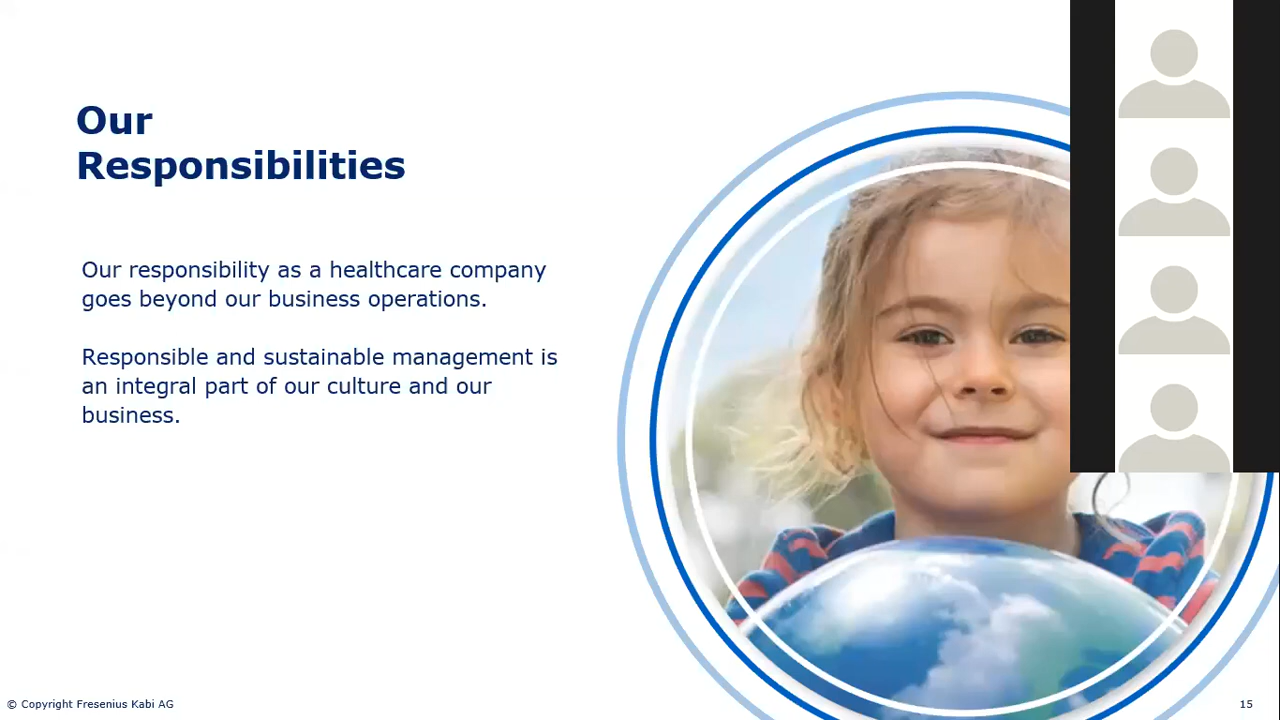 Our
Responsibilities
Our responsibility as a healthcare company
goes beyond our business operations.
Responsible and sustainable management is
an integral part of our culture and our
business.
© Copyright Fresenius Kabi AG
15